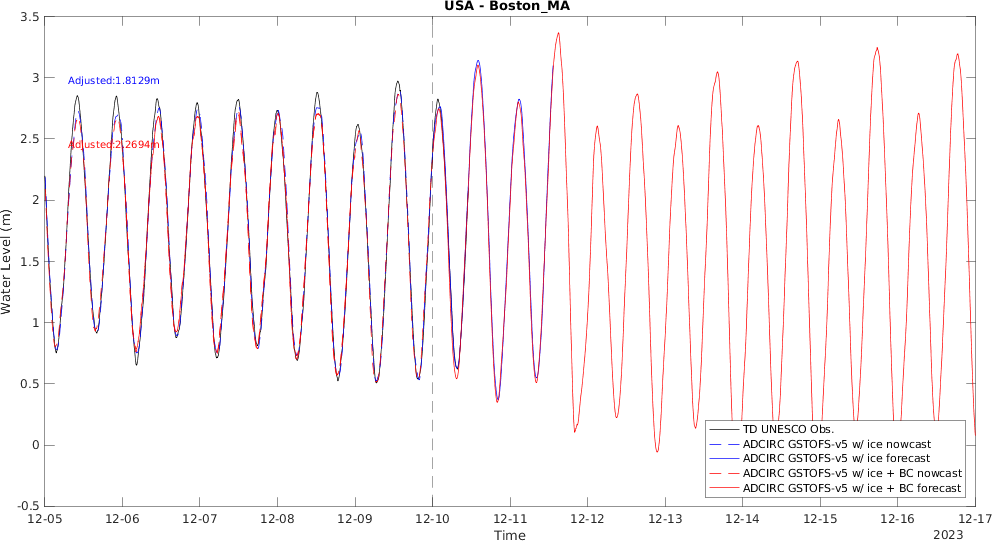 USA - Boston_MA
3.5
3
2.5
2
1.5
1
0.5
0
-0.5
Water Level (m)
Adjusted:1.8129m
Adjusted:2.2694m
TD UNESCO Obs.
ADCIRC GSTOFS-v5 w/ ice nowcast
ADCIRC GSTOFS-v5 w/ ice forecast
ADCIRC GSTOFS-v5 w/ ice + BC nowcast
ADCIRC GSTOFS-v5 w/ ice + BC forecast
12-05 12-06 12-07 12-08 12-09 12-10 12-11 12-12 12-13 12-14 12-15 12-16 12-17
Time
2023